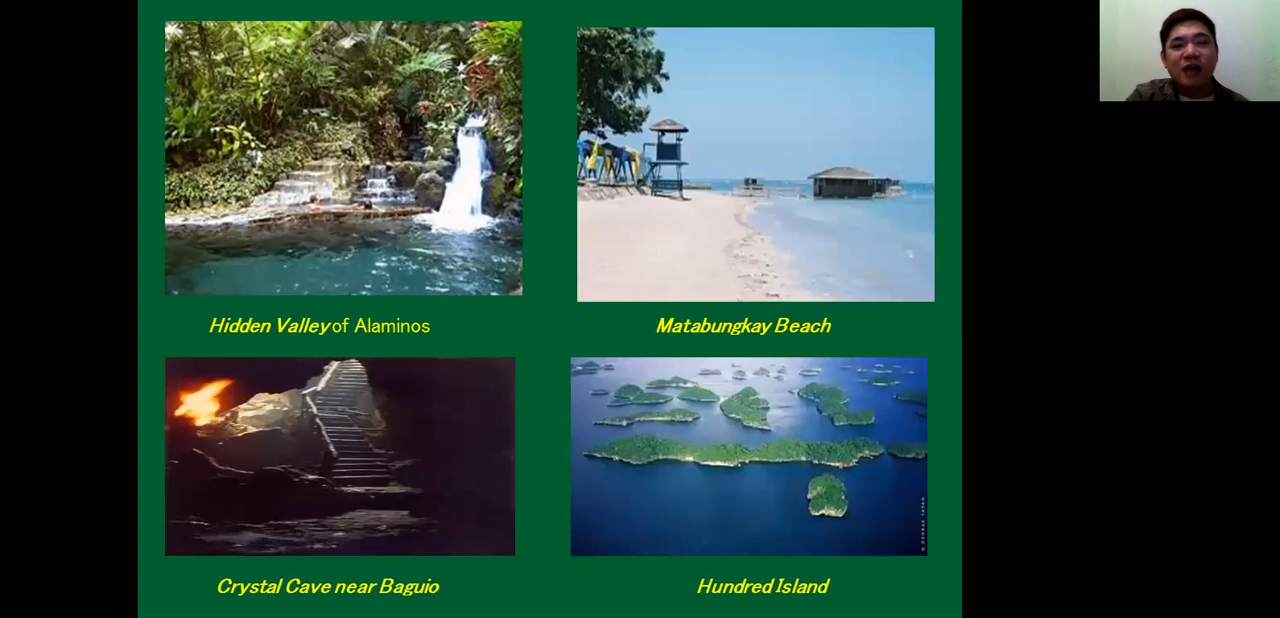 Hidden Valley of Alaminos
Matabungkay Beach
Crystal Cave near Baguio
Hundred Island